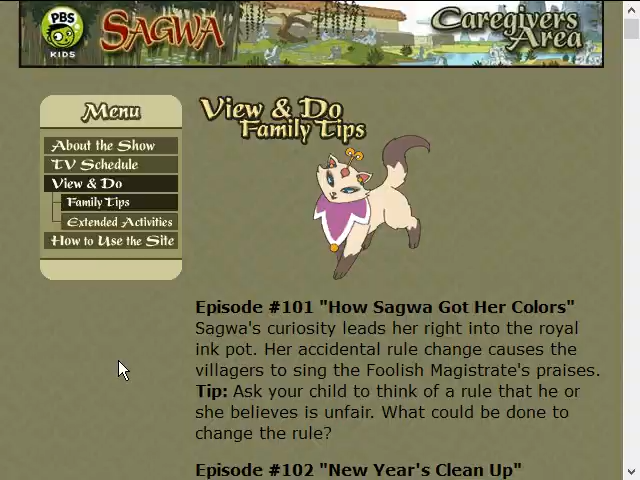 PBS
KIDS
SAGWA
Caregivers
Area
Menu
About the Show
TV Schedule
View & Do
Family Tips
Extended Activities
How to Use the Site
View & Do
Family Tips
Episode #101 "How Sagwa Got Her Colors"
Sagwa's curiosity leads her right into the royal
ink pot. Her accidental rule change causes the
villagers to sing the Foolish Magistrate's praises.
Tip: Ask your child to think of a rule that he or
she believes is unfair. What could be done to
change the rule?
Episode #102 "New Year's Clean Up"